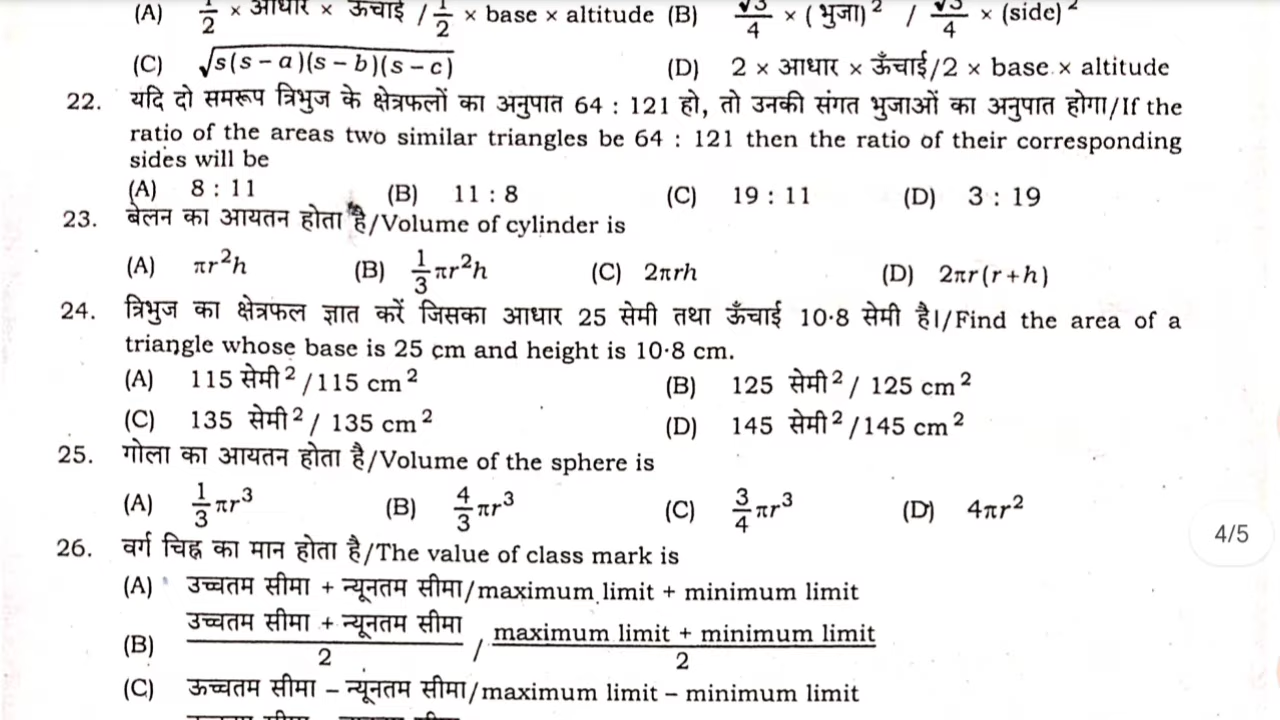 (A) 1/2 × आधार × ऊँचाई / 1/2 × base × altitude (B) √3/4 × (भुजा)² / √3/4 × (side)²
(C) √s(s – a)(s – b)(s – c) (D) 2 × आधार × ऊँचाई/2 × base × altitude
22. यदि दो समरूप त्रिभुज के क्षेत्रफलों का अनुपात 64 : 121 हो, तो उनकी संगत भुजाओं का अनुपात होगा/If the
ratio of the areas two similar triangles be 64 : 121 then the ratio of their corresponding
sides will be
(A) 8 : 11 (B) 11 : 8 (C) 19 : 11 (D) 3 : 19
23. बेलन का आयतन होता है/Volume of cylinder is
(A) πr²h (B) 1/3 πr²h (C) 2πrh (D) 2πr(r+h)
24. त्रिभुज का क्षेत्रफल ज्ञात करें जिसका आधार 25 सेमी तथा ऊँचाई 10·8 सेमी है।/Find the area of a
triangle whose base is 25 cm and height is 10·8 cm.
(A) 115 सेमी² /115 cm² (B) 125 सेमी² / 125 cm²
(C) 135 सेमी² / 135 cm² (D) 145 सेमी² /145 cm²
25. गोला का आयतन होता है/Volume of the sphere is
(A) 1/3 πr³ (B) 4/3 πr³ (C) 3/4 πr³ (D) 4πr²
4/5
26. वर्ग चिह्न का मान होता है/The value of class mark is
(A) उच्चतम सीमा + न्यूनतम सीमा/maximum limit + minimum limit
(B) उच्चतम सीमा + न्यूनतम सीमा / 2 / maximum limit + minimum limit / 2
(C) ऊच्चतम सीमा – न्यूनतम सीमा/maximum limit – minimum limit